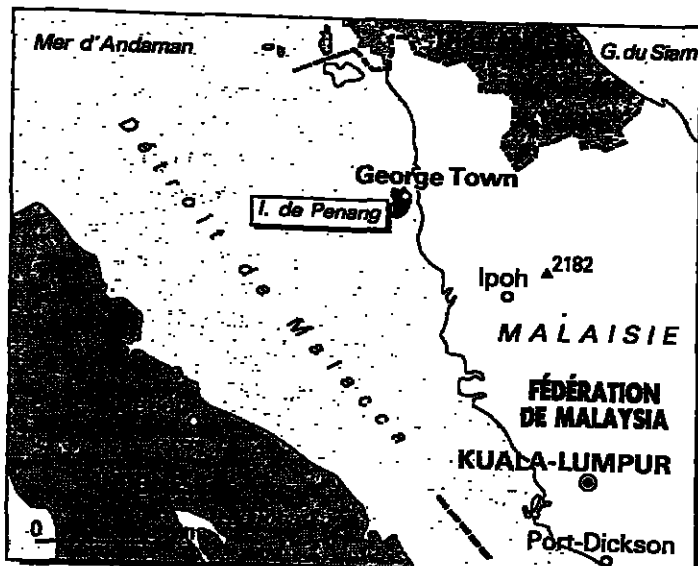 Mer d'Andaman
G. du Siam
Détroit de Malacca
George Town
I. de Penang
Ipoh
2182
MALAISIE
FÉDÉRATION
DE MALAYSIA
KUALA-LUMPUR
0
Port-Dickson